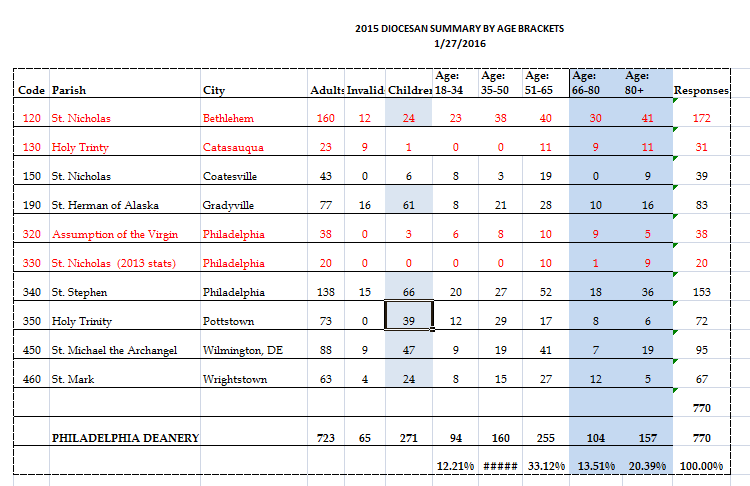 2015 DIOCESAN SUMMARY BY AGE BRACKETS
1/27/2016
Age: Age: Age: Age: Age:
Code Parish City Adults Invalid Children 18-34 35-50 51-65 66-80 80+ Responses
120 St. Nicholas Bethlehem 160 12 24 23 38 40 30 41 172
130 Holy Trinty Catasauqua 23 9 1 0 0 11 9 11 31
150 St. Nicholas Coatesville 43 0 6 8 3 19 0 9 39
190 St. Herman of Alaska Gradyville 77 16 61 8 21 28 10 16 83
320 Assumption of the Virgin Philadelphia 38 0 3 6 8 10 9 5 38
330 St. Nicholas (2013 stats) Philadelphia 20 0 0 0 0 10 1 9 20
340 St. Stephen Philadelphia 138 15 66 20 27 52 18 36 153
350 Holy Trinity Pottstown 73 0 39 12 29 17 8 6 72
450 St. Michael the Archangel Wilmington, DE 88 9 47 9 19 41 7 19 95
460 St. Mark Wrightstown 63 4 24 8 15 27 12 5 67
770
PHILADELPHIA DEANERY 723 65 271 94 160 255 104 157 770
12.21% ##### 33.12% 13.51% 20.39% 100.00%